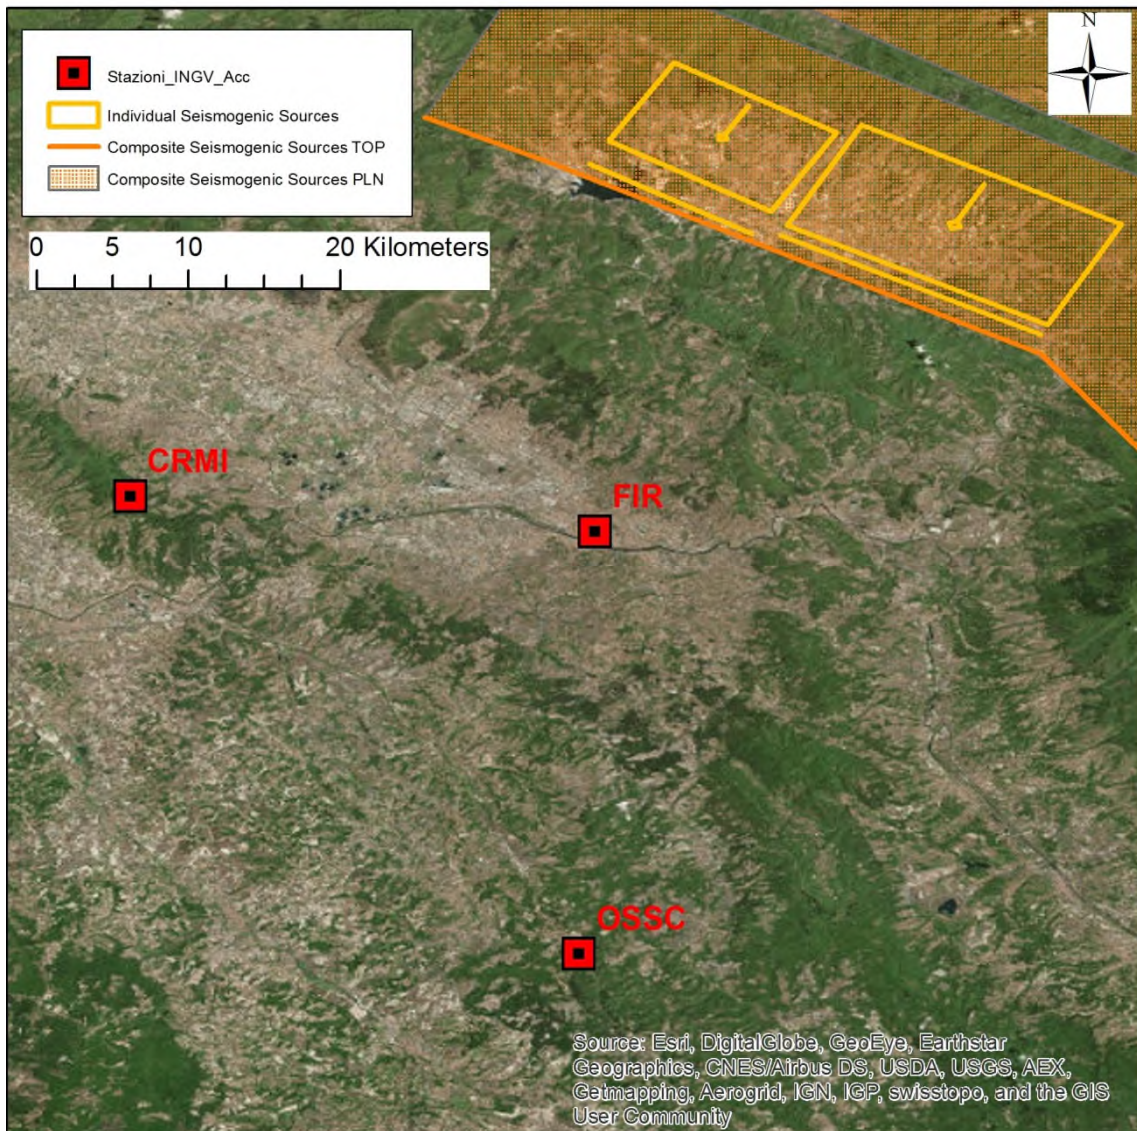 N
Stazioni_INGV_Acc
Individual Seismogenic Sources
Composite Seismogenic Sources TOP
Composite Seismogenic Sources PLN
0 5 10 20 Kilometers
CRMI
FIR
OSSC
Source: Esri, DigitalGlobe, GeoEye, Earthstar
Geographics, CNES/Airbus DS, USDA, USGS, AEX,
Getmapping, Aerogrid, IGN, IGP, swisstopo, and the GIS
User Community